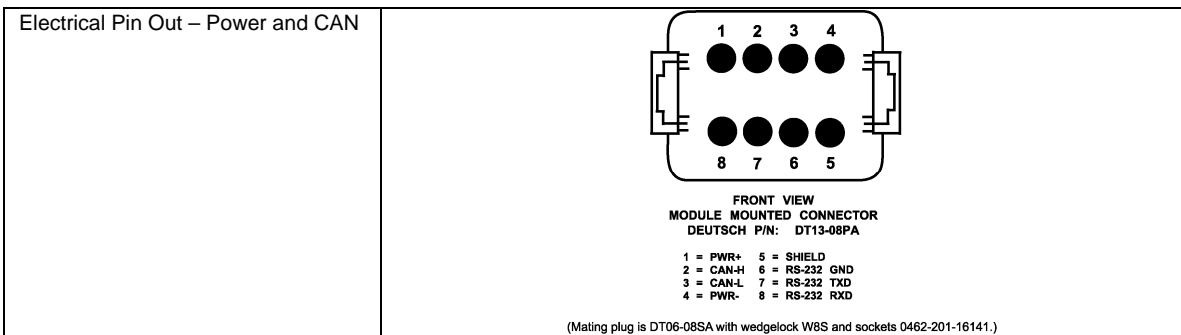 Electrical Pin Out – Power and CAN
1 2 3 4
8 7 6 5
FRONT VIEW
MODULE MOUNTED CONNECTOR
DEUTSCH P/N: DT13-08PA
1 = PWR+ 5 = SHIELD
2 = CAN-H 6 = RS-232 GND
3 = CAN-L 7 = RS-232 TXD
4 = PWR- 8 = RS-232 RXD
(Mating plug is DT06-08SA with wedgelock W8S and sockets 0462-201-16141.)